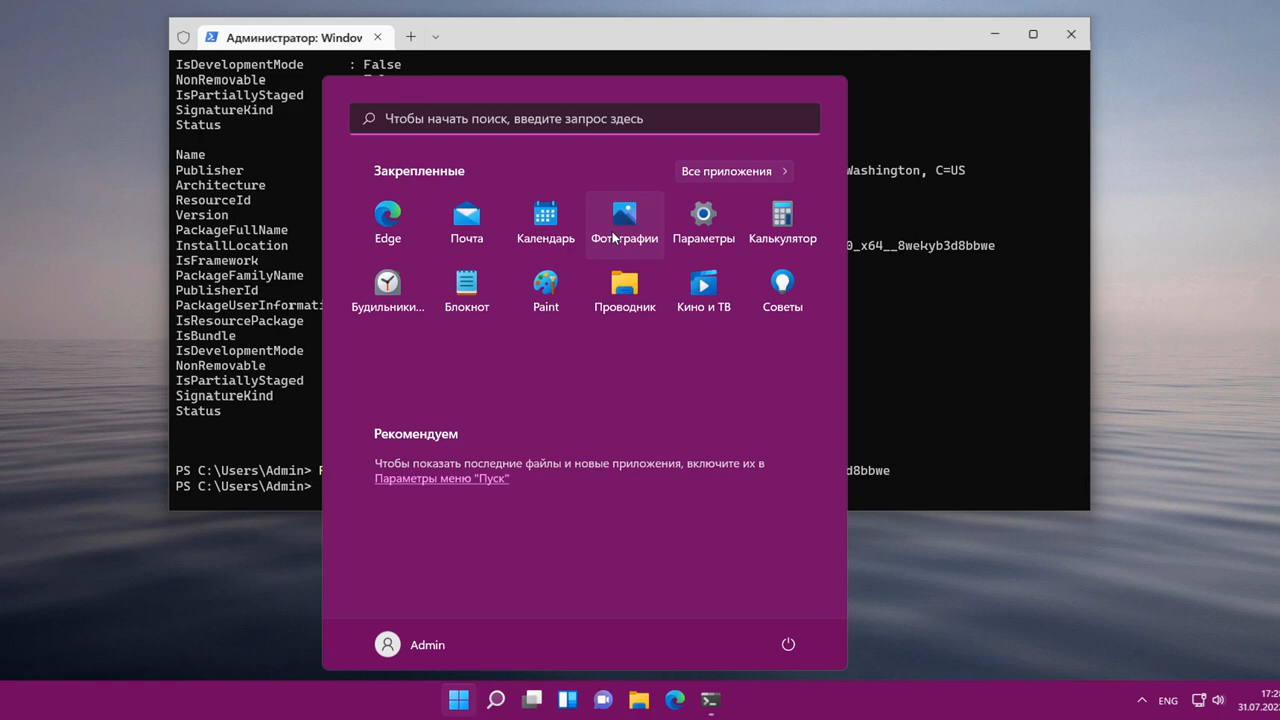 Администратор: Windov
IsDevelopmentMode : False
NonRemovable
IsPartiallyStaged
SignatureKind
Status
Name
Publisher Washington, C=US
Architecture
ResourceId
Version
PackageFullName
InstallLocation 0_x64__8wekyb3d8bbwe
IsFramework
PackageFamilyName
PublisherId
PackageUserInformati
IsResourcePackage
IsBundle
IsDevelopmentMode
NonRemovable
IsPartiallyStaged
SignatureKind
Status
PS C:\Users\Admin> d8bbwe
PS C:\Users\Admin>
Чтобы начать поиск, введите запрос здесь
Закрепленные Все приложения
Edge Почта Календарь Фотографии Параметры Калькулятор
Будильники... Блокнот Paint Проводник Кино и ТВ Советы
Рекомендуем
Чтобы показать последние файлы и новые приложения, включите их в
Параметры меню "Пуск"
Admin
ENG
17:28
31.07.202